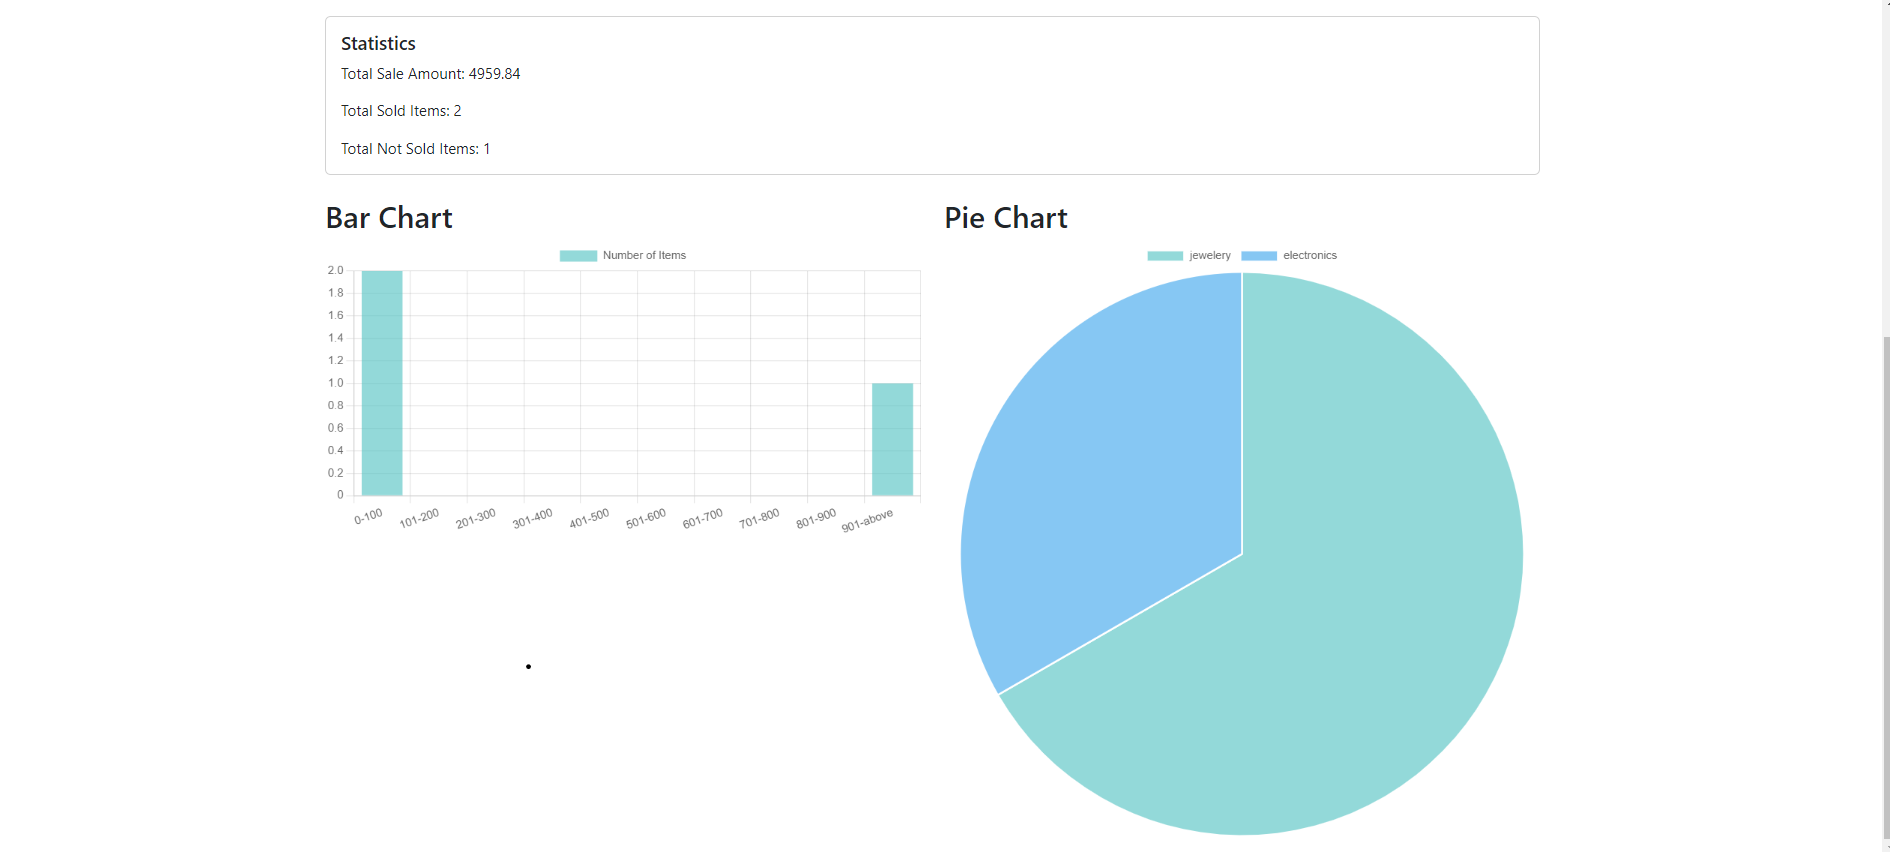 Statistics
Total Sale Amount: 4959.84
Total Sold Items: 2
Total Not Sold Items: 1
Bar Chart
Number of Items
2.0
1.8
1.6
1.4
1.2
1.0
0.8
0.6
0.4
0.2
0
0-100 101-200 201-300 301-400 401-500 501-600 601-700 701-800 801-900 901-above
Pie Chart
jewelery electronics